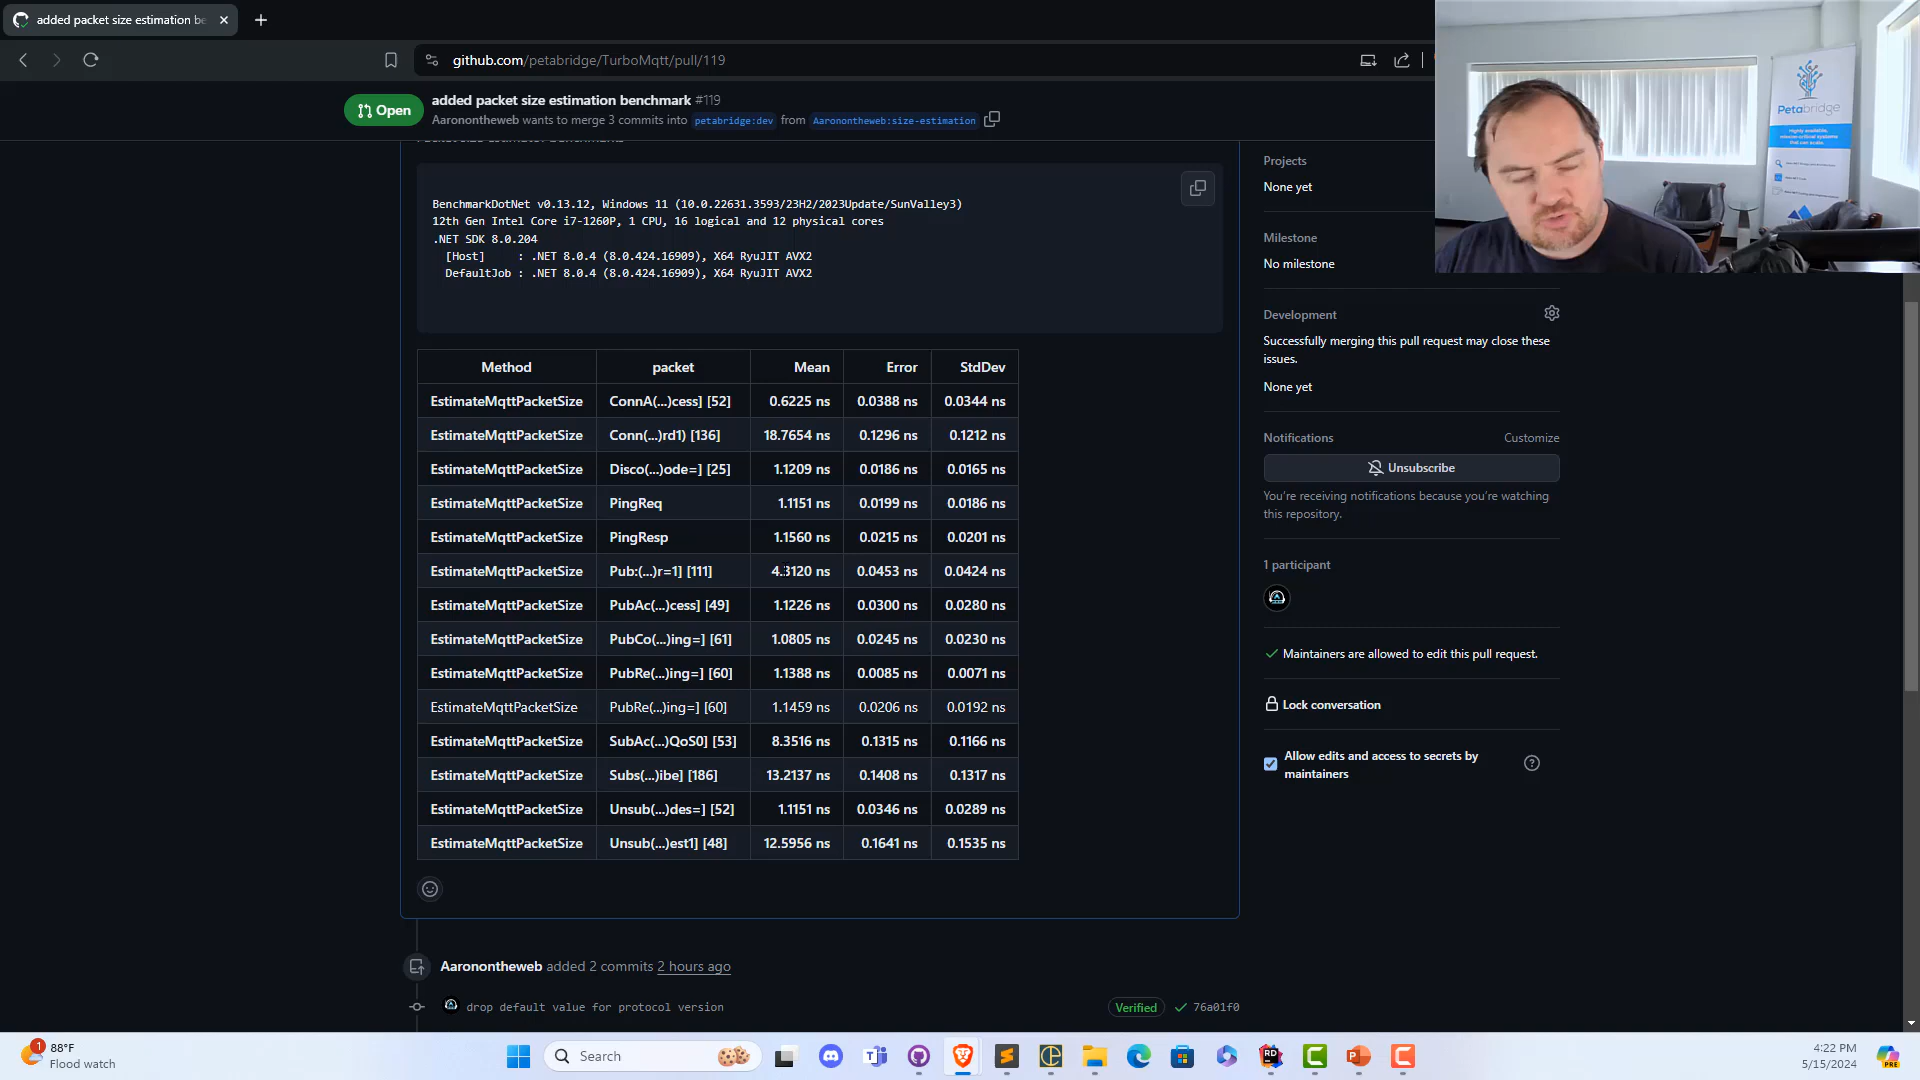 added packet size estimation be
github.com/petabridge/TurboMqtt/pull/119
Open
added packet size estimation benchmark #119
Aaronontheweb wants to merge 3 commits into petabridge:dev from Aaronontheweb:size-estimation
BenchmarkDotNet v0.13.12, Windows 11 (10.0.22631.3593/23H2/2023Update/SunValley3)
12th Gen Intel Core i7-1260P, 1 CPU, 16 logical and 12 physical cores
.NET SDK 8.0.204
[Host] : .NET 8.0.4 (8.0.424.16909), X64 RyuJIT AVX2
DefaultJob : .NET 8.0.4 (8.0.424.16909), X64 RyuJIT AVX2
Method packet Mean Error StdDev
EstimateMqttPacketSize ConnA(...)cess] [52] 0.6225 ns 0.0388 ns 0.0344 ns
EstimateMqttPacketSize Conn(...)rd1) [136] 18.7654 ns 0.1296 ns 0.1212 ns
EstimateMqttPacketSize Disco(...)ode=] [25] 1.1209 ns 0.0186 ns 0.0165 ns
EstimateMqttPacketSize PingReq 1.1151 ns 0.0199 ns 0.0186 ns
EstimateMqttPacketSize PingResp 1.1560 ns 0.0215 ns 0.0201 ns
EstimateMqttPacketSize Pub:(...)r=1] [111] 4.3120 ns 0.0453 ns 0.0424 ns
EstimateMqttPacketSize PubAc(...)cess] [49] 1.1226 ns 0.0300 ns 0.0280 ns
EstimateMqttPacketSize PubCo(...)ing=] [61] 1.0805 ns 0.0245 ns 0.0230 ns
EstimateMqttPacketSize PubRe(...)ing=] [60] 1.1388 ns 0.0085 ns 0.0071 ns
EstimateMqttPacketSize PubRe(...)ing=] [60] 1.1459 ns 0.0206 ns 0.0192 ns
EstimateMqttPacketSize SubAc(...)QoS0] [53] 8.3516 ns 0.1315 ns 0.1166 ns
EstimateMqttPacketSize Subs(...)ibe] [186] 13.2137 ns 0.1408 ns 0.1317 ns
EstimateMqttPacketSize Unsub(...)des=] [52] 1.1151 ns 0.0346 ns 0.0289 ns
EstimateMqttPacketSize Unsub(...)est1] [48] 12.5956 ns 0.1641 ns 0.1535 ns
Aaronontheweb added 2 commits 2 hours ago
drop default value for protocol version
Verified 76a01f0
Projects
None yet
Milestone
No milestone
Development
Successfully merging this pull request may close these
issues.
None yet
Notifications Customize
Unsubscribe
You're receiving notifications because you're watching
this repository.
1 participant
Maintainers are allowed to edit this pull request.
Lock conversation
Allow edits and access to secrets by
maintainers
Petabridge
1
88°F
Flood watch
Search
RD
PRE
4:22 PM
5/15/2024